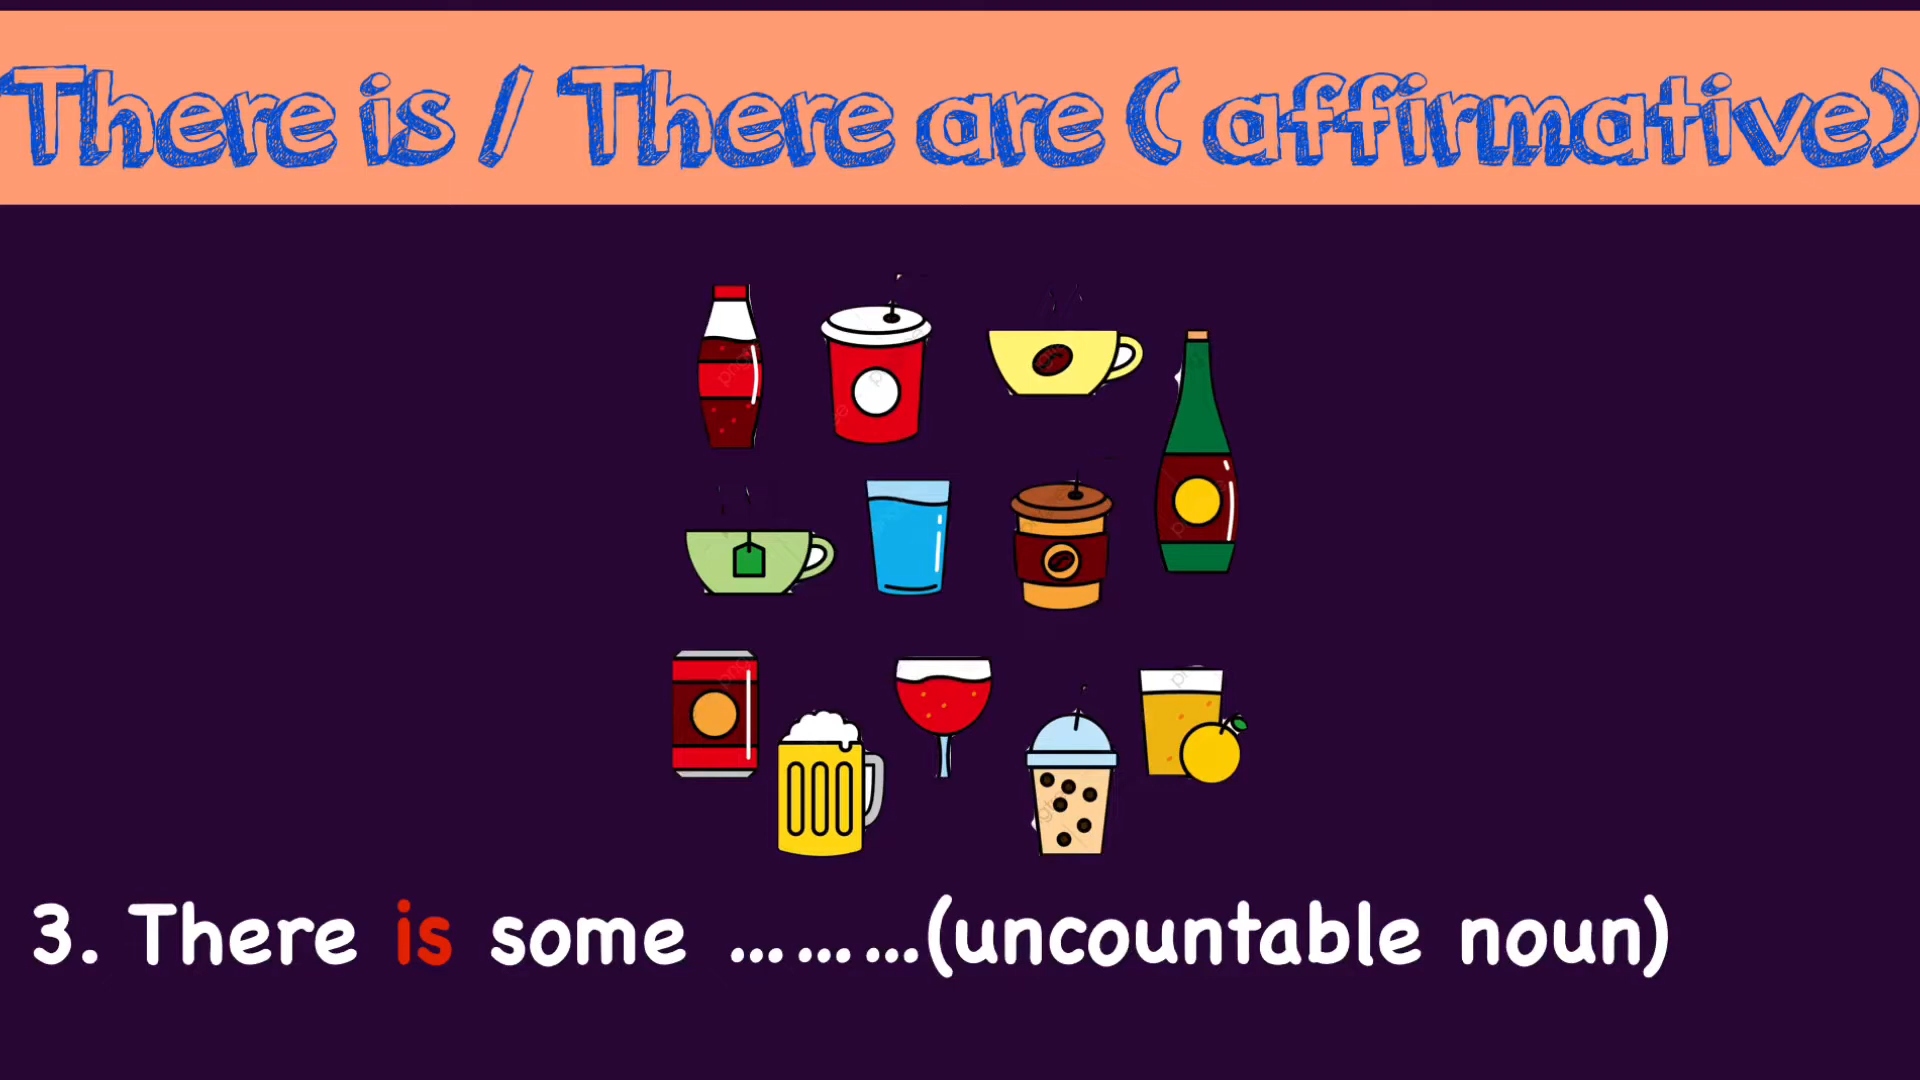 There is / There are ( affirmative)
3. There is some ………(uncountable noun)